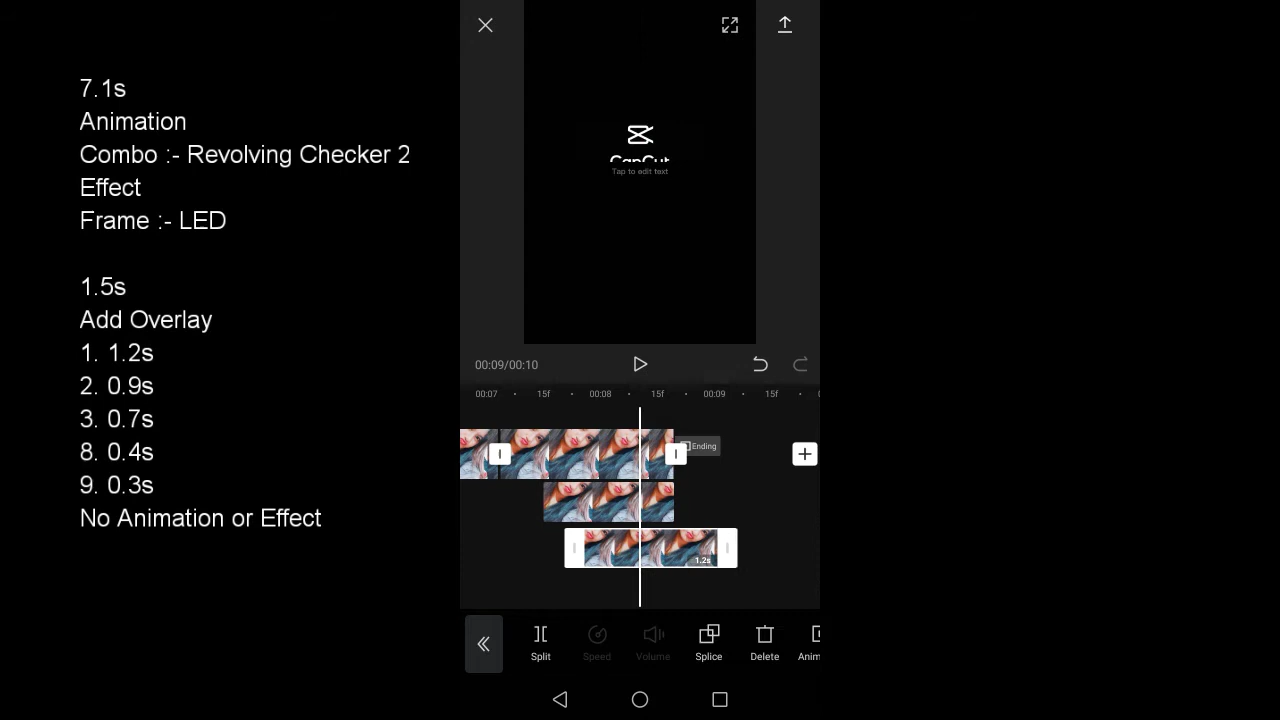 7.1s
Animation
Combo :- Revolving Checker 2
Effect
Frame :- LED
1.5s
Add Overlay
1. 1.2s
2. 0.9s
3. 0.7s
8. 0.4s
9. 0.3s
No Animation or Effect
CapCut
Tap to edit text
00:09/00:10
00:07 15f 00:08 15f 00:09 15f
Ending
1.2s
Split Speed Volume Splice Delete Anim